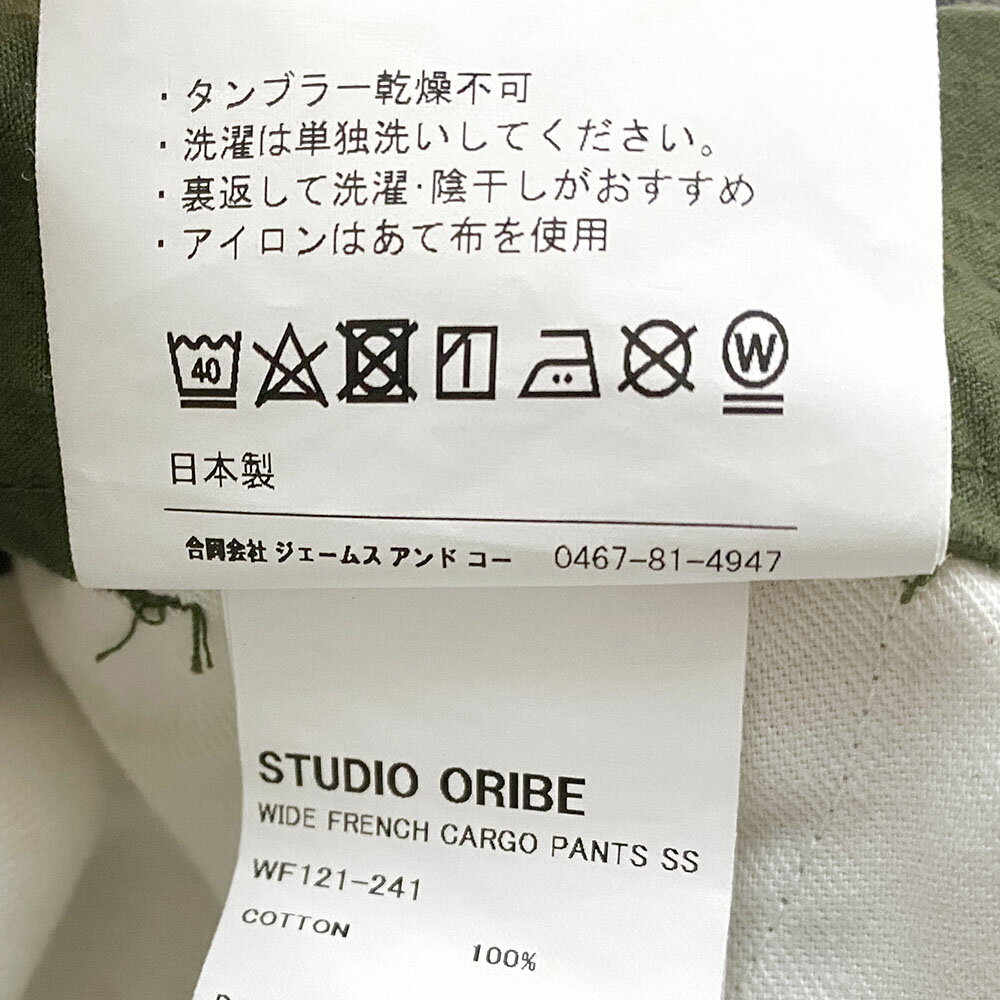 ・タンブラー乾燥不可
・洗濯は単独洗いしてください。
・裏返して洗濯・陰干しがおすすめ
・アイロンはあて布を使用
40 W
日本製
合同会社 ジェームス アンド コー 0467-81-4947
STUDIO ORIBE
WIDE FRENCH CARGO PANTS SS
WF121-241
COTTON 100%